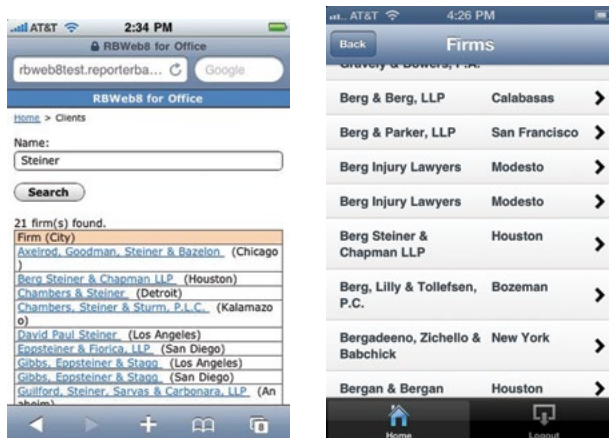 AT&T 2:34 PM
RBWeb8 for Office
rbweb8test.reporterba... Google
RBWeb8 for Office
Home > Clients
Name:
Steiner
Search
21 firm(s) found.
Firm (City)
Axelrod, Goodman, Steiner & Bazelon (Chicago
)
Berg Steiner & Chapman LLP (Houston)
Chambers & Steiner (Detroit)
Chambers, Steiner & Sturm, P.L.C. (Kalamazo
o)
David Paul Steiner (Los Angeles)
Eppsteiner & Fiorica, LLP (San Diego)
Gibbs, Eppsteiner & Stagg (Los Angeles)
Gibbs, Eppsteiner & Stagg (San Diego)
Guilford, Steiner, Sarvas & Carbonara, LLP (An
aheim)
8
AT&T 4:26 PM
Back Firms
Gravely & Bowers, P.A.
Berg & Berg, LLP Calabasas
Berg & Parker, LLP San Francisco
Berg Injury Lawyers Modesto
Berg Injury Lawyers Modesto
Berg Steiner & Houston
Chapman LLP
Berg, Lilly & Tollefsen, Bozeman
P.C.
Bergadeno, Zichello & New York
Babchick
Bergan & Bergan Houston
Home Logout